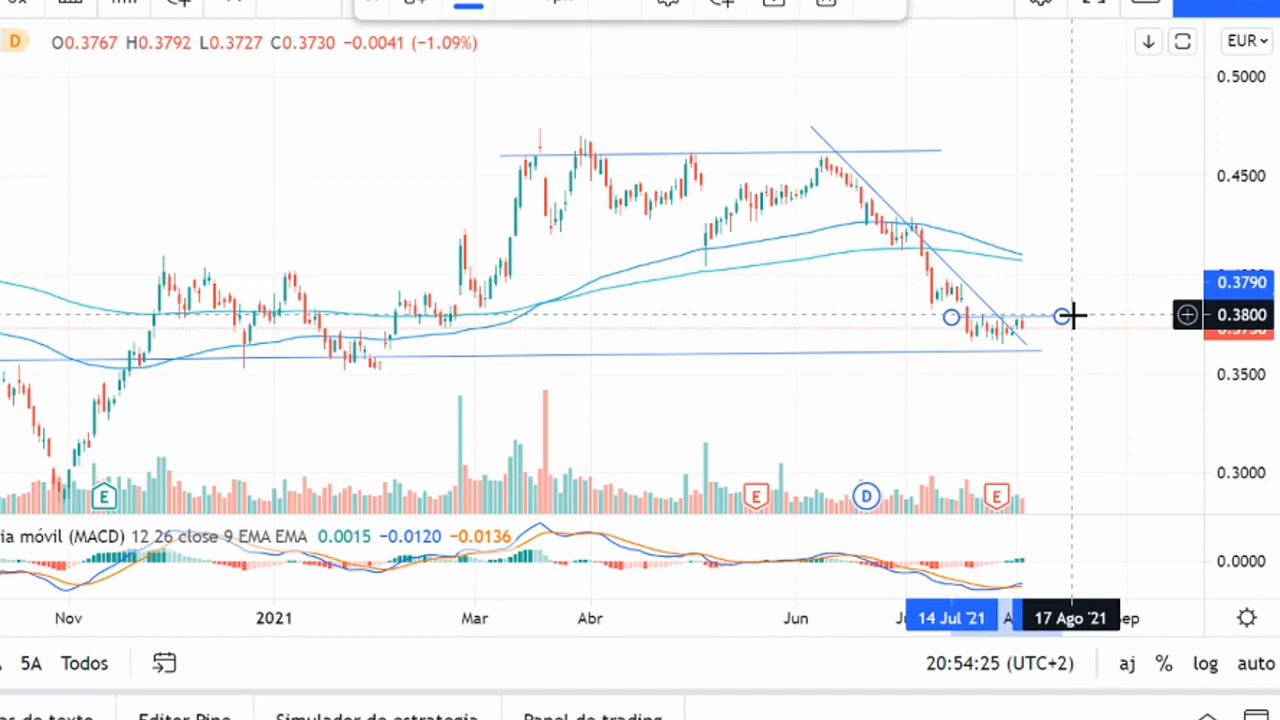 D O0.3767 H0.3792 L0.3727 C0.3730 −0.0041 (−1.09%)
EUR
0.5000
0.4500
0.3790
0.3800
0.3500
0.3000
E
E
D
E
ia móvil (MACD) 12 26 close 9 EMA EMA 0.0015 −0.0120 −0.0136
0.0000
Nov 2021 Mar Abr Jun 14 Jul '21 17 Ago '21
5A Todos
20:54:25 (UTC+2) aj % log auto
Editor Pine Simulador de estrategia Panel de trading